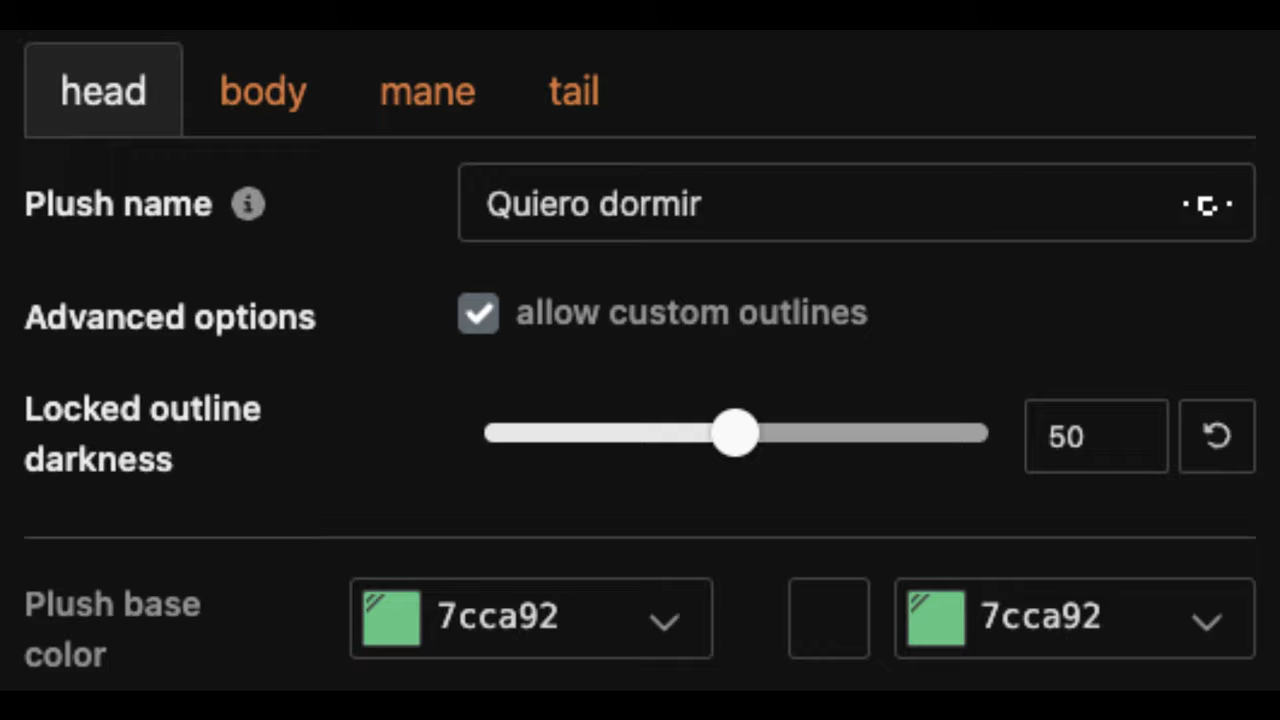 head body mane tail
Plush name Quiero dormir
Advanced options allow custom outlines
Locked outline
darkness
50
Plush base
color
7cca92 7cca92